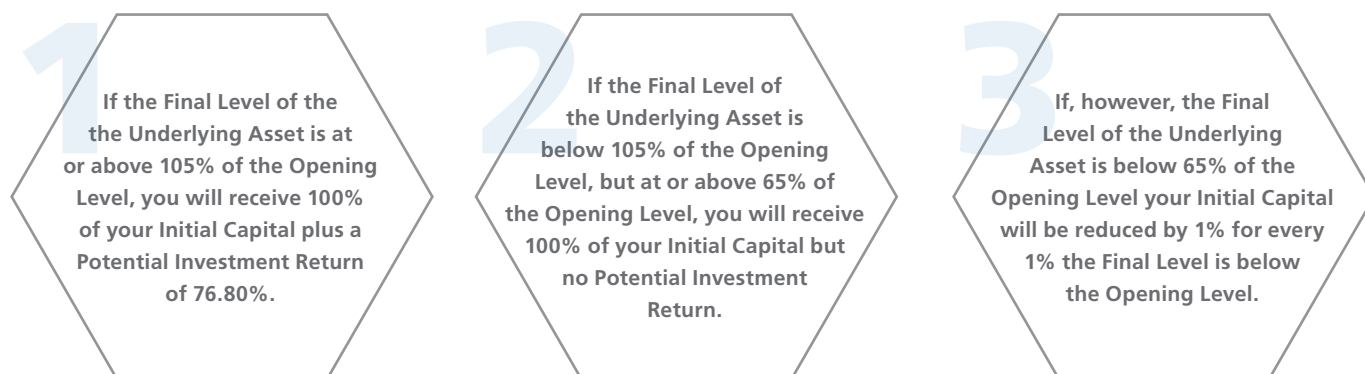 1
If the Final Level of the
the Underlying Asset is at
or above 105% of the Opening
Level, you will receive 100%
of your Initial Capital plus a
Potential Investment Return
of 76.80%.
2
If the Final Level of
the Underlying Asset is
below 105% of the Opening
Level, but at or above 65% of
the Opening Level, you will receive
100% of your Initial Capital but
no Potential Investment
Return.
3
If, however, the Final
Level of the Underlying
Asset is below 65% of the
Opening Level your Initial Capital
will be reduced by 1% for every
1% the Final Level is below
the Opening Level.